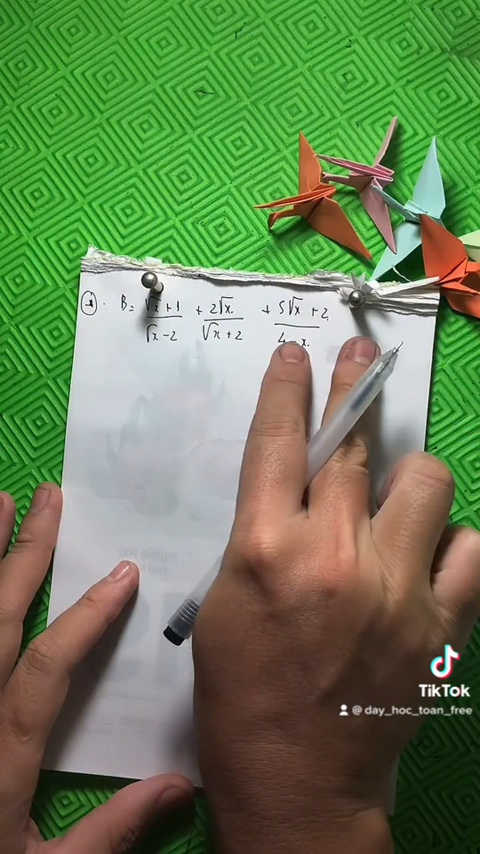 1. B = √x + 1 / √x - 2 + 2√x / √x + 2 + 5√x + 2 / 4 - x
TikTok
@day_hoc_toan_free